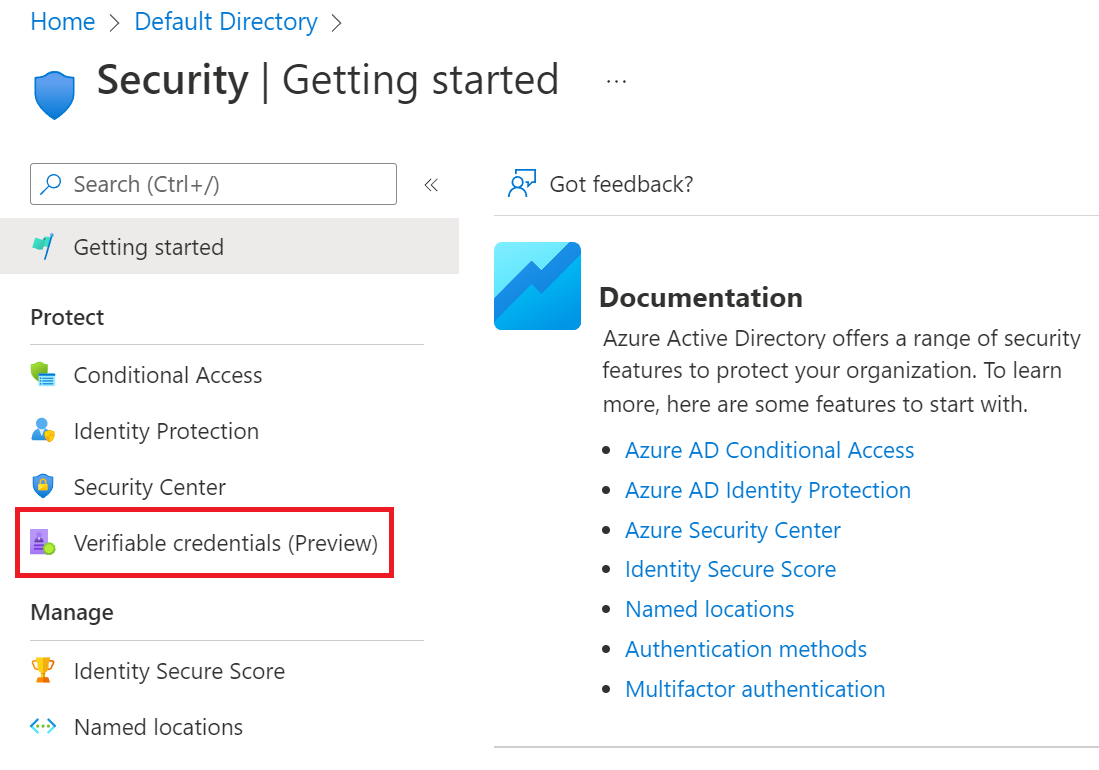 Home > Default Directory >
Security | Getting started ...
Search (Ctrl+/)
«
Getting started
Protect
Conditional Access
Identity Protection
Security Center
Verifiable credentials (Preview)
Manage
Identity Secure Score
Named locations
Got feedback?
Documentation
Azure Active Directory offers a range of security
features to protect your organization. To learn
more, here are some features to start with.
• Azure AD Conditional Access
• Azure AD Identity Protection
• Azure Security Center
• Identity Secure Score
• Named locations
• Authentication methods
• Multifactor authentication